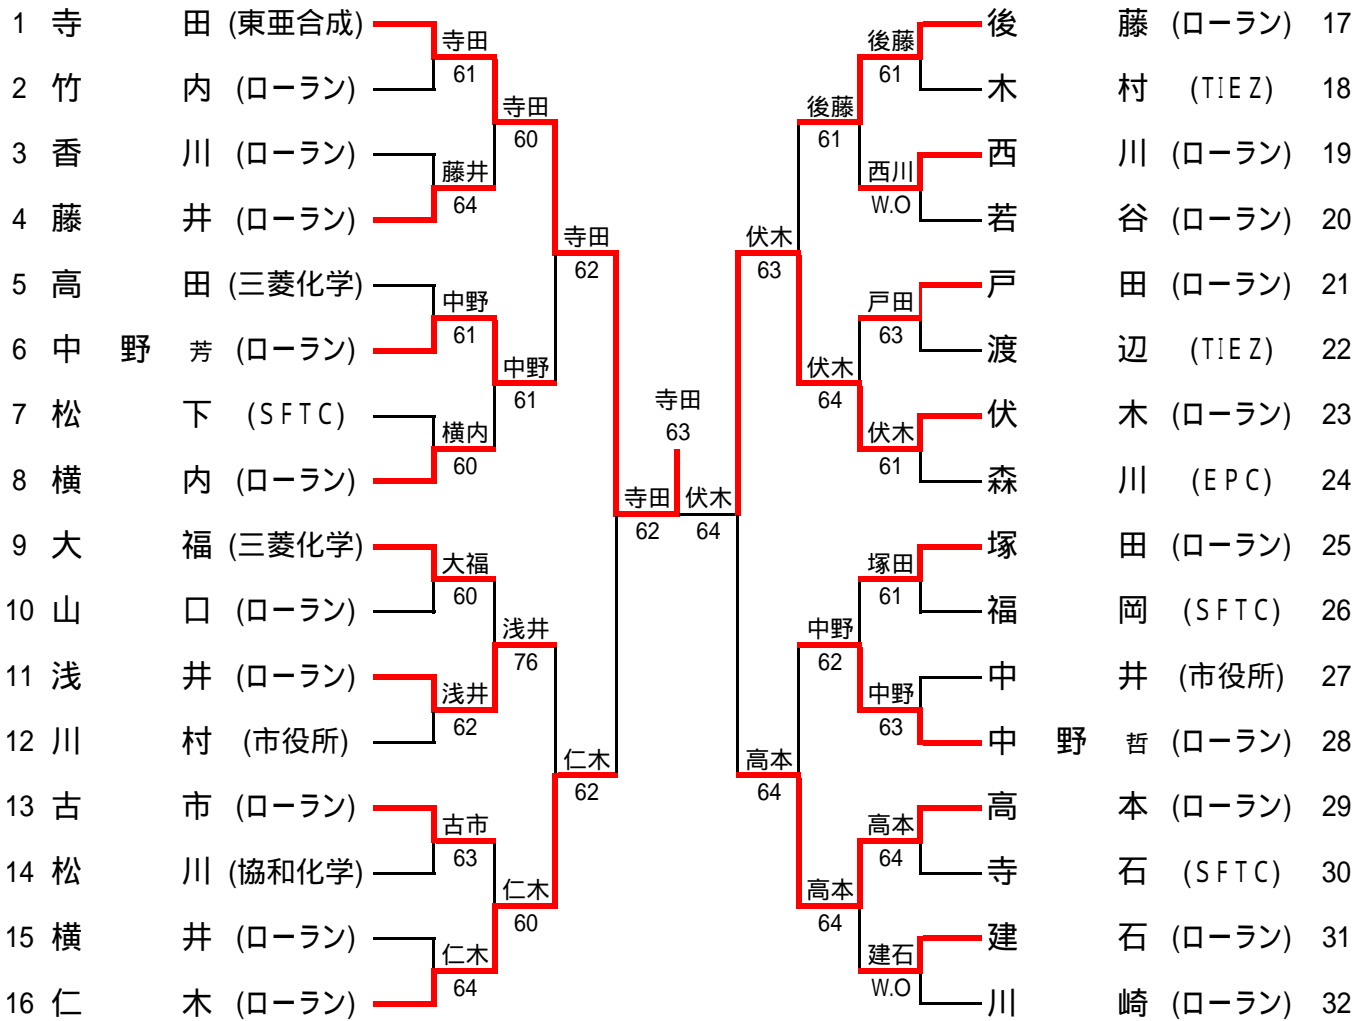 1 寺 田 (東亜合成) 後 藤 (ローラン) 17
寺田 後藤
61 61
2 竹 内 (ローラン) 木 村 (TIEZ) 18
寺田 後藤
60 61
3 香 川 (ローラン) 西 川 (ローラン) 19
藤井 西川
64 W.O
4 藤 井 (ローラン) 若 谷 (ローラン) 20
寺田 伏木
62 63
5 高 田 (三菱化学) 戸 田 (ローラン) 21
中野 戸田
61 63
6 中 野 芳 (ローラン) 渡 辺 (TIEZ) 22
中野 伏木
61 64
寺田
7 松 下 (SFTC) 伏 木 (ローラン) 23
横内 63 伏木
60 61
8 横 内 (ローラン) 森 川 (EPC) 24
寺田 伏木
62 64
9 大 福 (三菱化学) 塚 田 (ローラン) 25
大福 塚田
60 61
10 山 口 (ローラン) 福 岡 (SFTC) 26
浅井 中野
76 62
11 浅 井 (ローラン) 中 井 (市役所) 27
浅井 中野
62 63
12 川 村 (市役所) 中 野 哲 (ローラン) 28
仁木 高本
62 64
13 古 市 (ローラン) 高 本 (ローラン) 29
古市 高本
63 64
14 松 川 (協和化学) 寺 石 (SFTC) 30
仁木 高本
60 64
15 横 井 (ローラン) 建 石 (ローラン) 31
仁木 建石
64 W.O
16 仁 木 (ローラン) 川 崎 (ローラン) 32